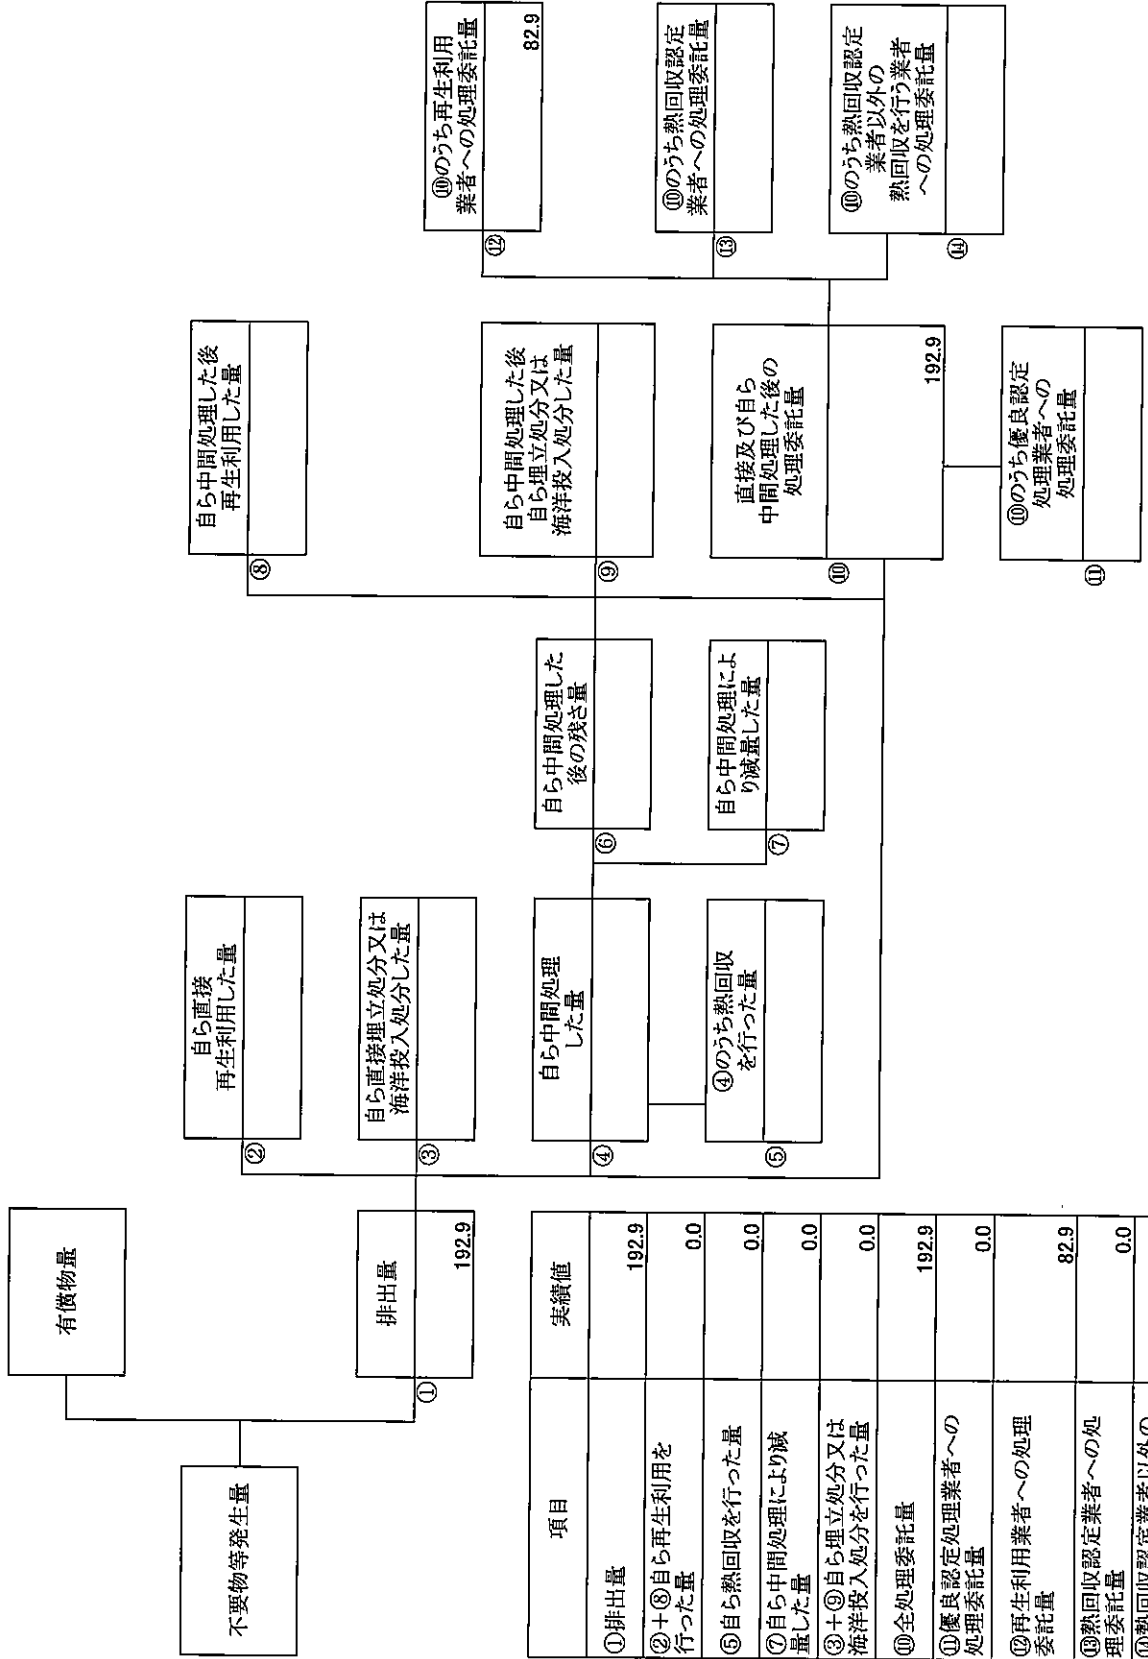 不要物等発生量
有償物量
①
排出量
192.9
②
自ら直接
再生利用した量
③
自ら直接埋立処分又は
海洋投入処分した量
④
自ら中間処理
した量
⑤
④のうち熱回収
を行った量
⑥
自ら中間処理した
後の残さ量
⑦
自ら中間処理によ
り減量した量
⑧
自ら中間処理した後
再生利用した量
⑨
自ら中間処理した後
自ら埋立処分又は
海洋投入処分した量
⑩
直接及び自ら
中間処理した後の
処理委託量
192.9
⑪
⑩のうち優良認定
処理業者への
処理委託量
⑫
⑩のうち再生利用
業者への処理委託量
82.9
⑬
⑩のうち熱回収認定
業者への処理委託量
⑭
⑩のうち熱回収認定
業者以外の
熱回収を行う業者
への処理委託量
項目
実績値
①排出量
192.9
②+⑧自ら再生利用を
行った量
0.0
⑤自ら熱回収を行った量
0.0
⑦自ら中間処理により減
量した量
0.0
③+⑨自ら埋立処分又は
海洋投入処分を行った量
0.0
⑩全処理委託量
192.9
⑪優良認定処理業者への
処理委託量
0.0
⑫再生利用業者への処理
委託量
82.9
⑬熱回収認定業者への処
理委託量
0.0
⑭熱回収認定業者以外の